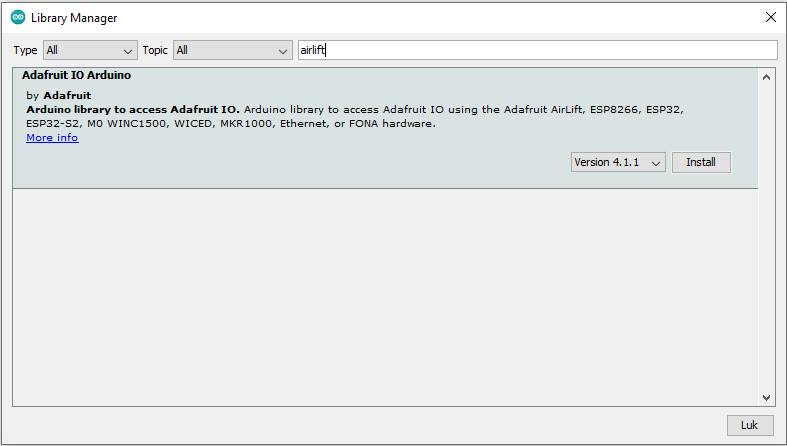 Library Manager
Type All Topic All airlift
Adafruit IO Arduino
by Adafruit
Arduino library to access Adafruit IO. Arduino library to access Adafruit IO using the Adafruit AirLift, ESP8266, ESP32,
ESP32-S2, M0 WINC1500, WICED, MKR1000, Ethernet, or FONA hardware.
More info
Version 4.1.1 Install
Luk